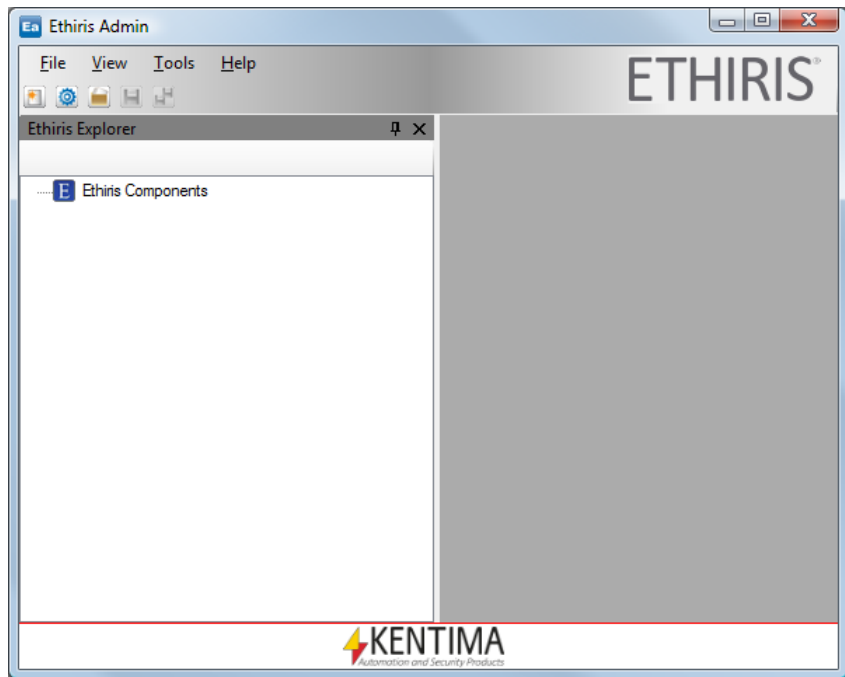 Ea Ethiris Admin
File View Tools Help
ETHIRIS®
Ethiris Explorer
E Ethiris Components
KENTIMA
Automation and Security Products